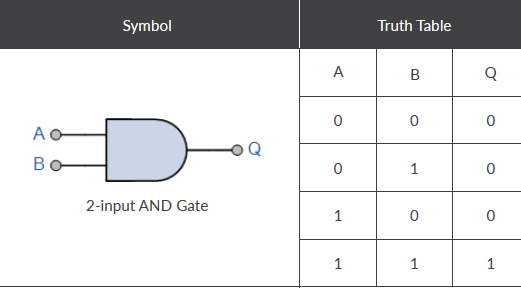 Symbol
Truth Table
A
B
Q
2-input AND Gate
A B Q
0 0 0
0 1 0
1 0 0
1 1 1